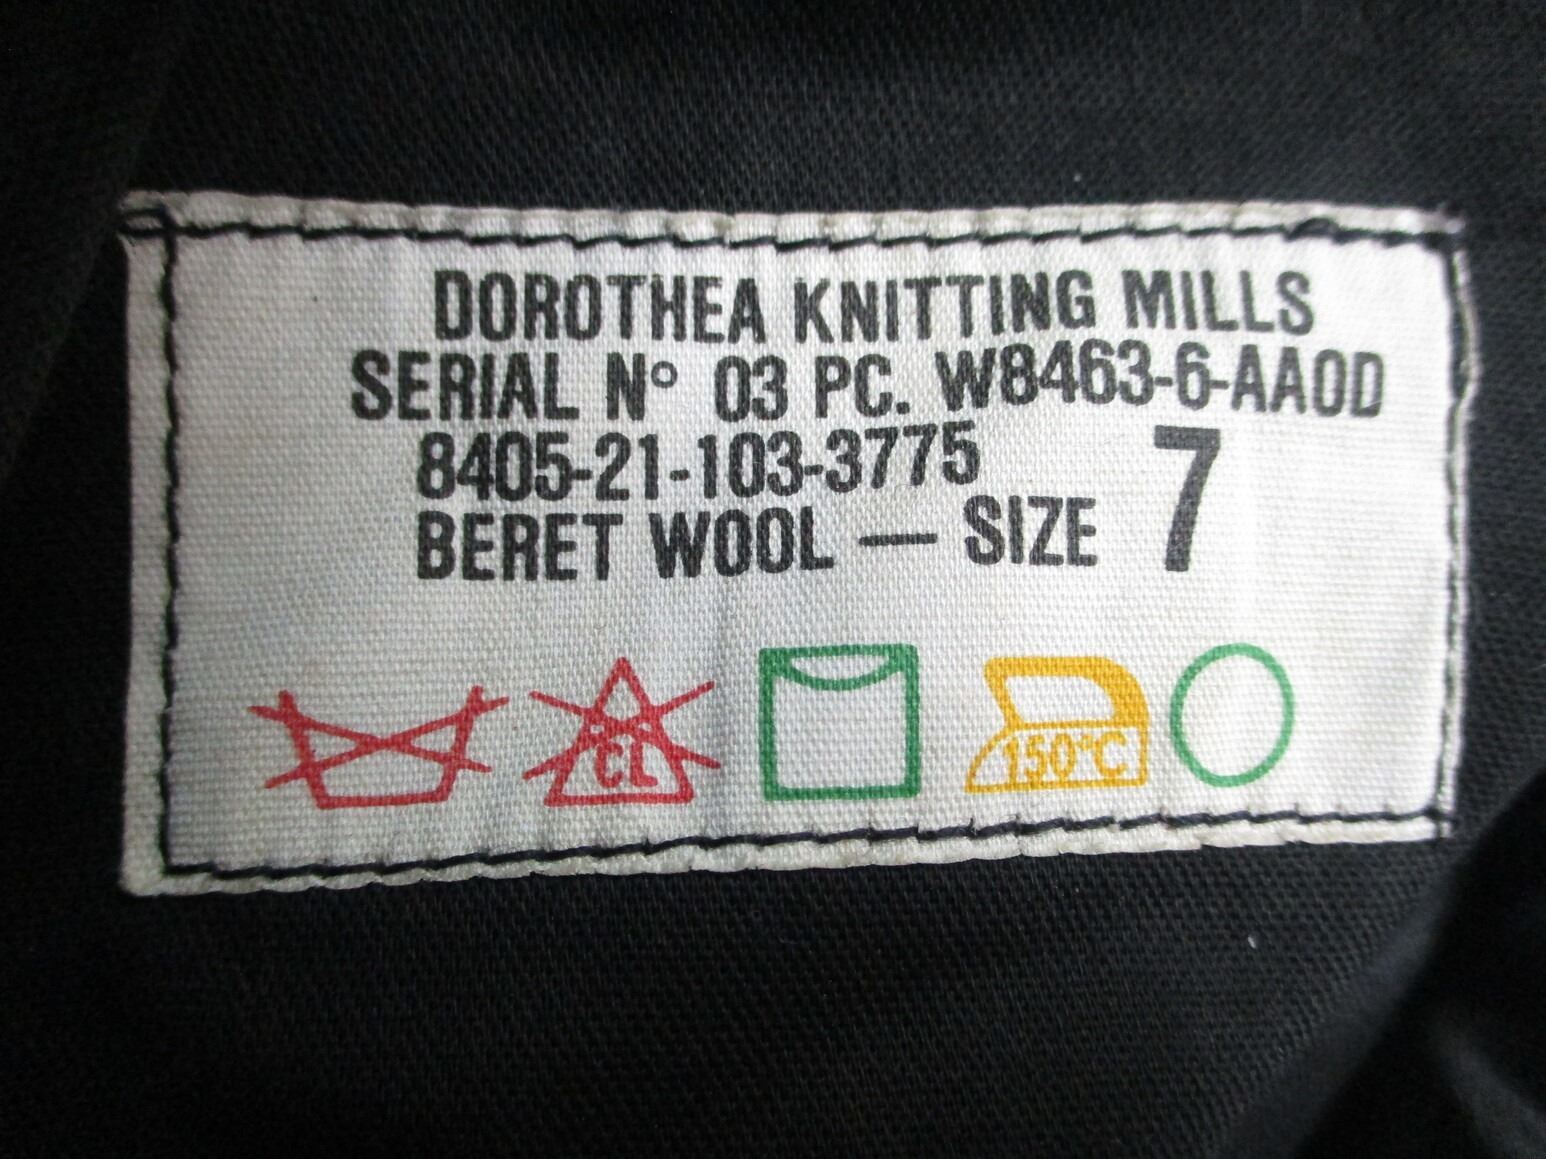 DOROTHEA KNITTING MILLS
SERIAL Nº 03 PC. W8463-6-AAOD
8405-21-103-3775
BERET WOOL — SIZE 7
CL
150°C